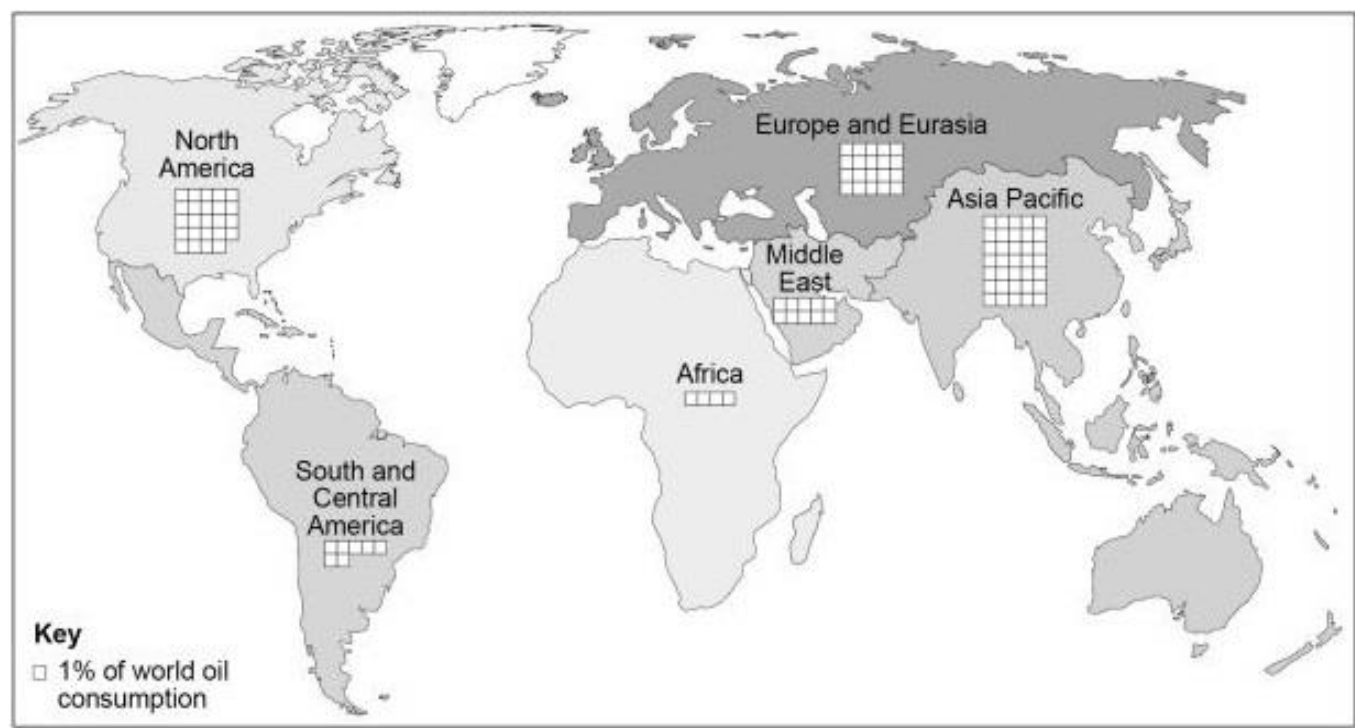 North
America
Europe and Eurasia
Asia Pacific
Middle
East
Africa
South and
Central
America
Key
1% of world oil
consumption